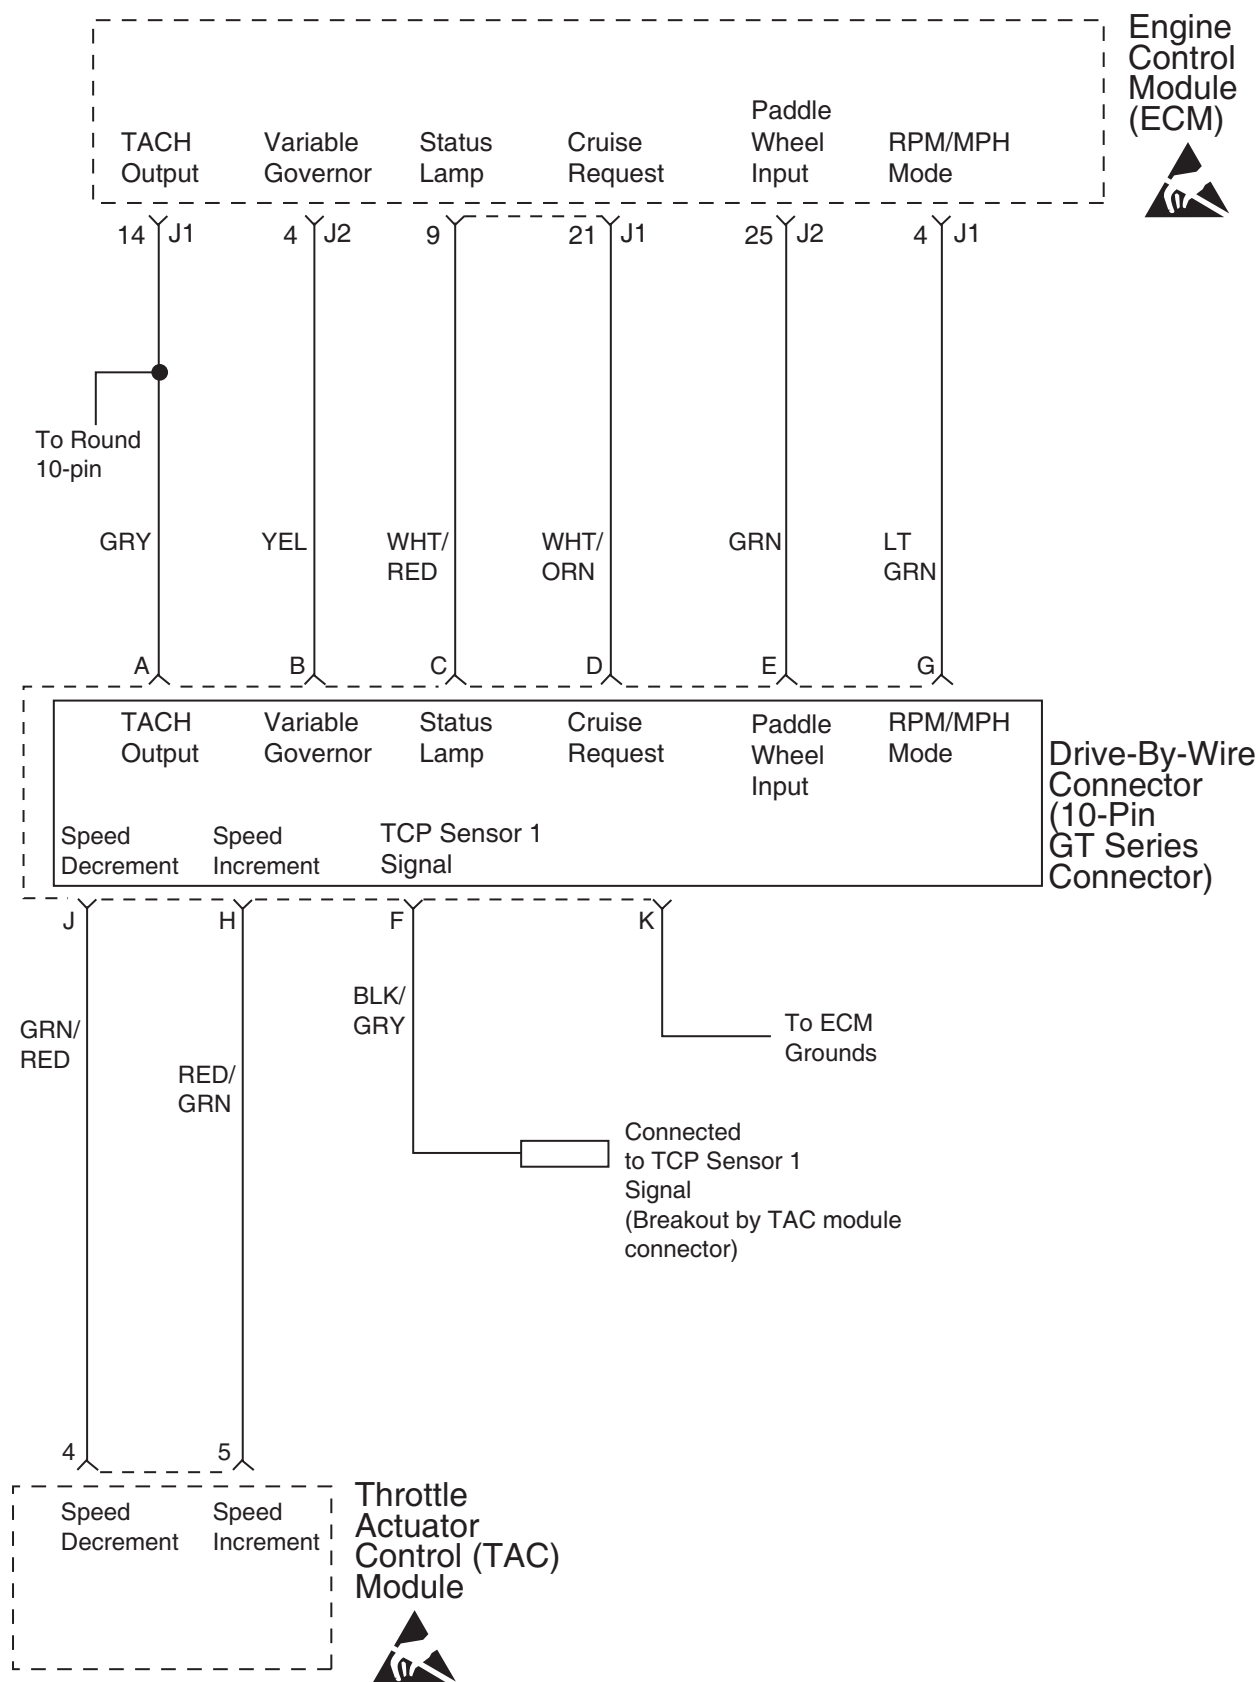 Engine
Control
Module
(ECM)
TACH
Output
Variable
Governor
Status
Lamp
Cruise
Request
Paddle
Wheel
Input
RPM/MPH
Mode
14 J1
4 J2
9
21 J1
25 J2
4 J1
To Round
10-pin
GRY
YEL
WHT/
RED
WHT/
ORN
GRN
LT
GRN
A
B
C
D
E
G
TACH
Output
Variable
Governor
Status
Lamp
Cruise
Request
Paddle
Wheel
Input
RPM/MPH
Mode
Speed
Decrement
Speed
Increment
TCP Sensor 1
Signal
Drive-By-Wire
Connector
(10-Pin
GT Series
Connector)
J
H
F
K
GRN/
RED
RED/
GRN
BLK/
GRY
To ECM
Grounds
Connected
to TCP Sensor 1
Signal
(Breakout by TAC module
connector)
4
5
Speed
Decrement
Speed
Increment
Throttle
Actuator
Control (TAC)
Module